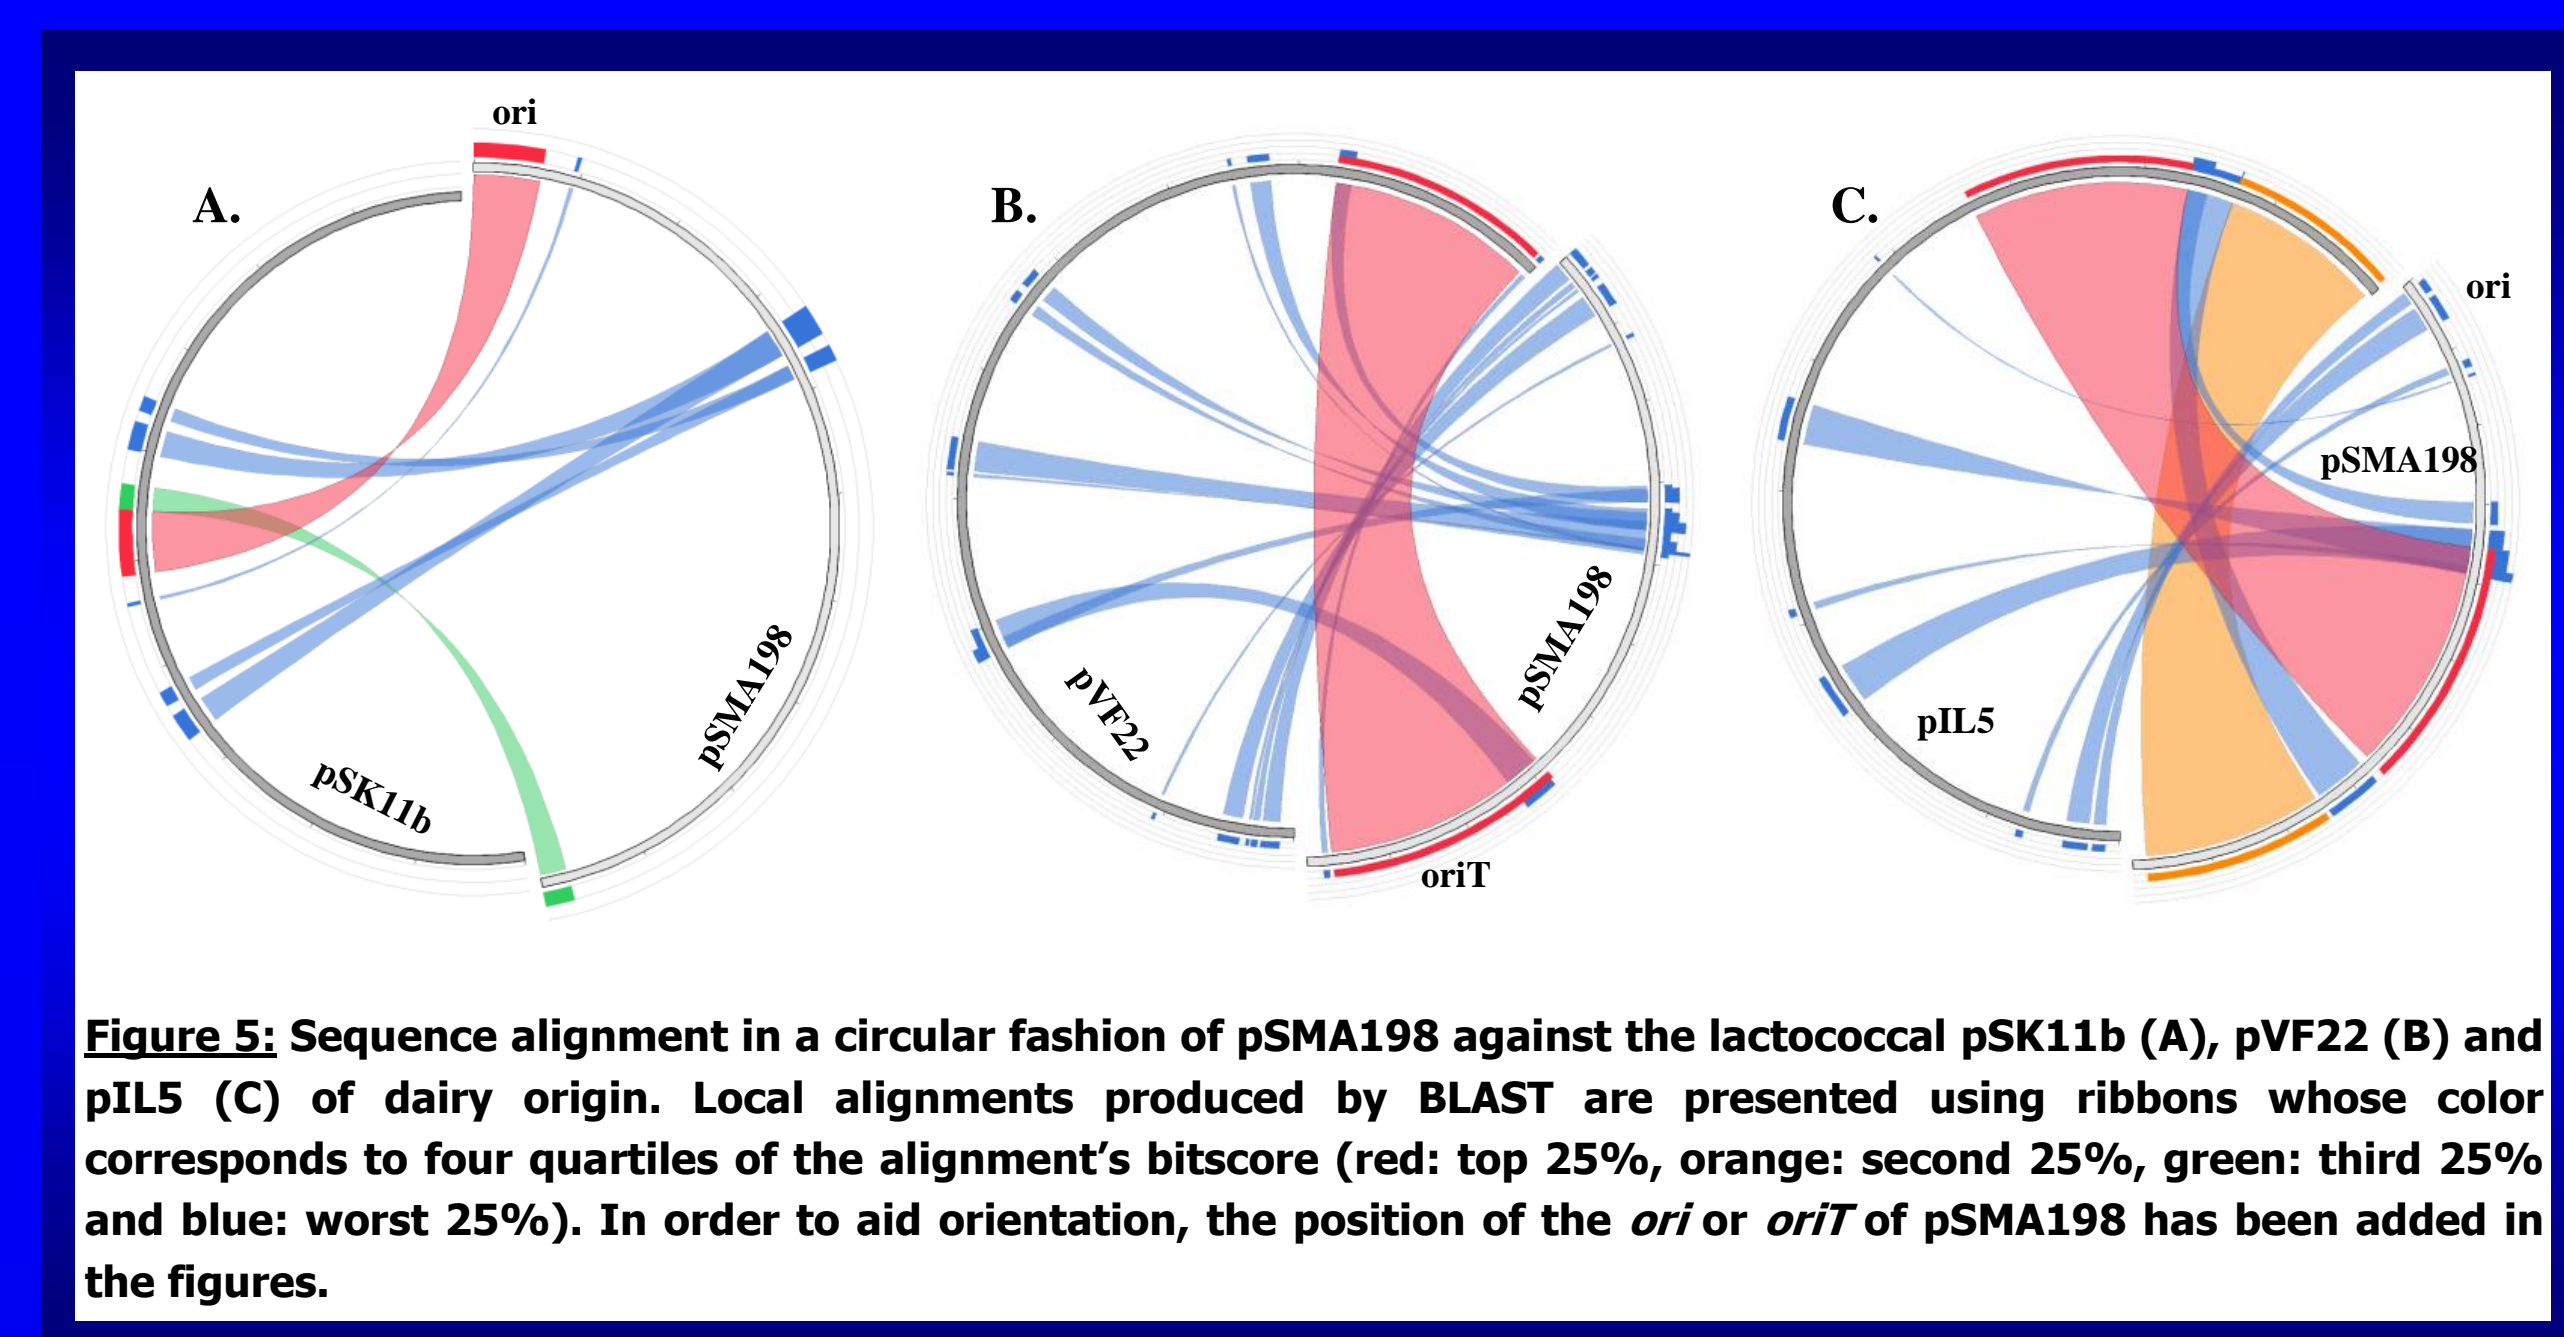 ori
A.
B.
C.
ori
pSMA198
pSMA198
pSMA198
pVF22
pIL5
pSK11b
oriT
Figure 5: Sequence alignment in a circular fashion of pSMA198 against the lactococcal pSK11b (A), pVF22 (B) and
pIL5 (C) of dairy origin. Local alignments produced by BLAST are presented using ribbons whose color
corresponds to four quartiles of the alignment’s bitscore (red: top 25%, orange: second 25%, green: third 25%
and blue: worst 25%). In order to aid orientation, the position of the ori or oriT of pSMA198 has been added in
the figures.